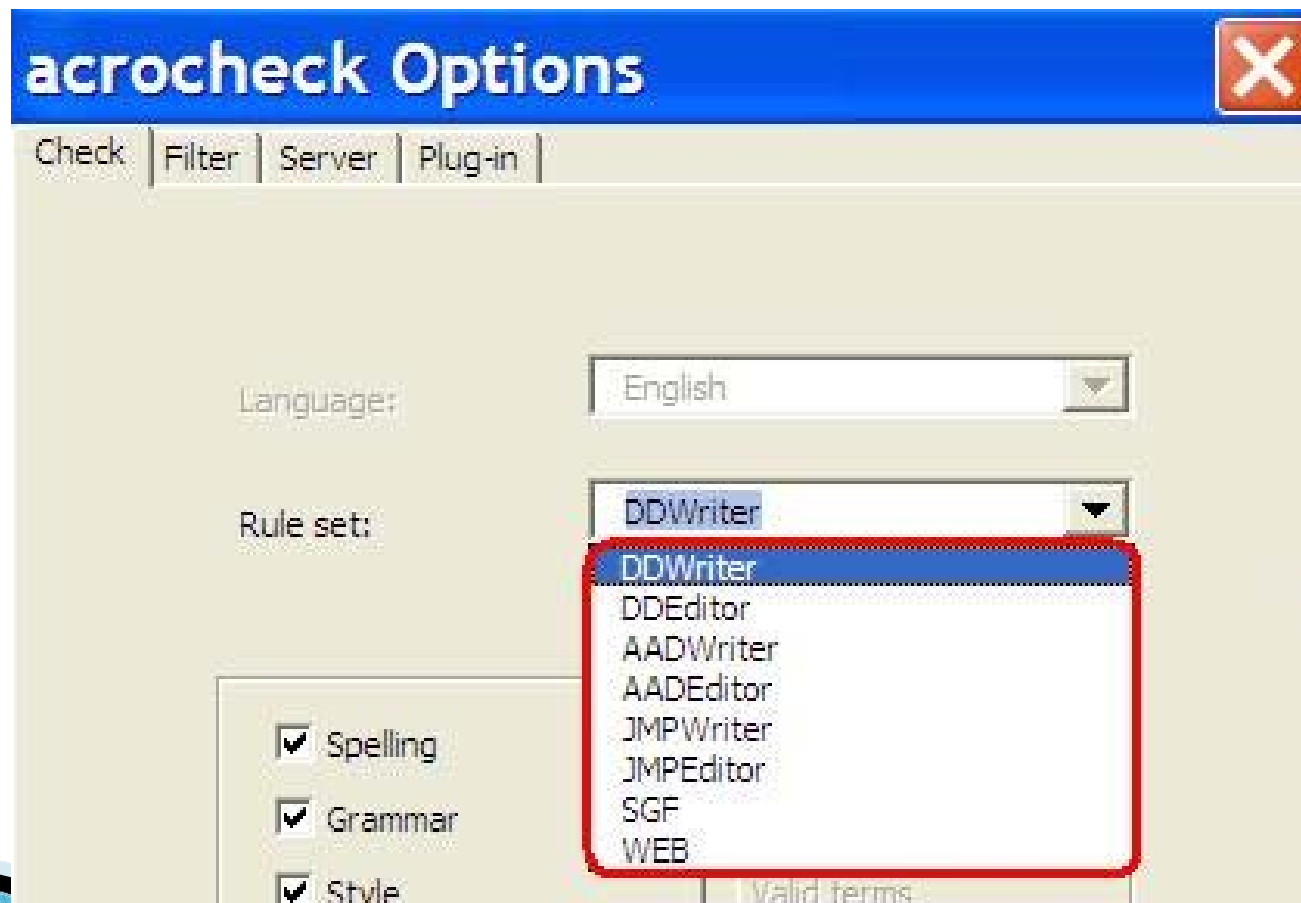 acrocheck Options
Check Filter Server Plug-in
Language: English
Rule set: DDWriter
DDWriter
DDEditor
AADWriter
AADEditor
JMPWriter
JMPEditor
SGF
WEB
Spelling
Grammar
Style
Valid terms